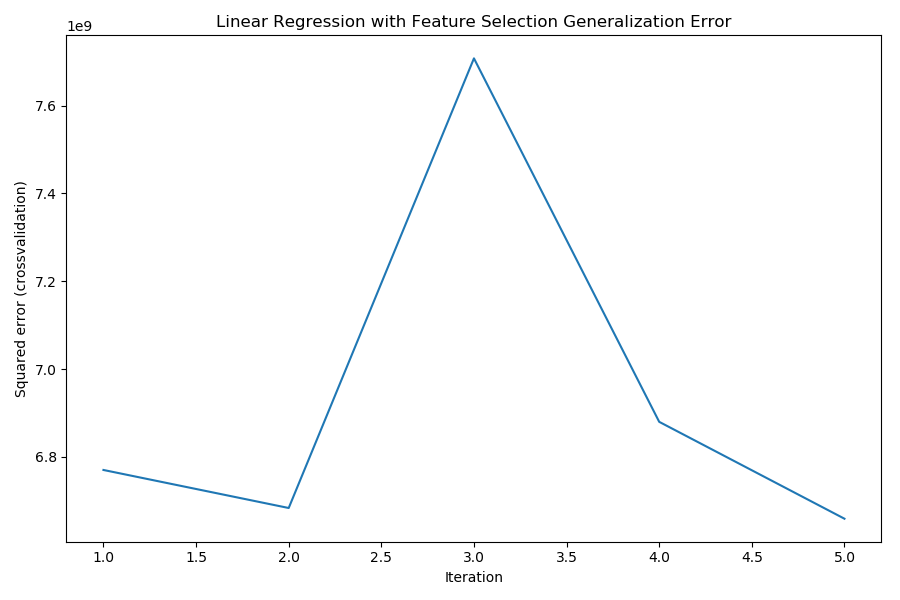 Linear Regression with Feature Selection Generalization Error
1e9
7.6
7.4
7.2
7.0
6.8
Squared error (crossvalidation)
1.0 1.5 2.0 2.5 3.0 3.5 4.0 4.5 5.0
Iteration